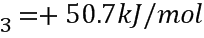 ₃ =+ 50.7kJ/mol